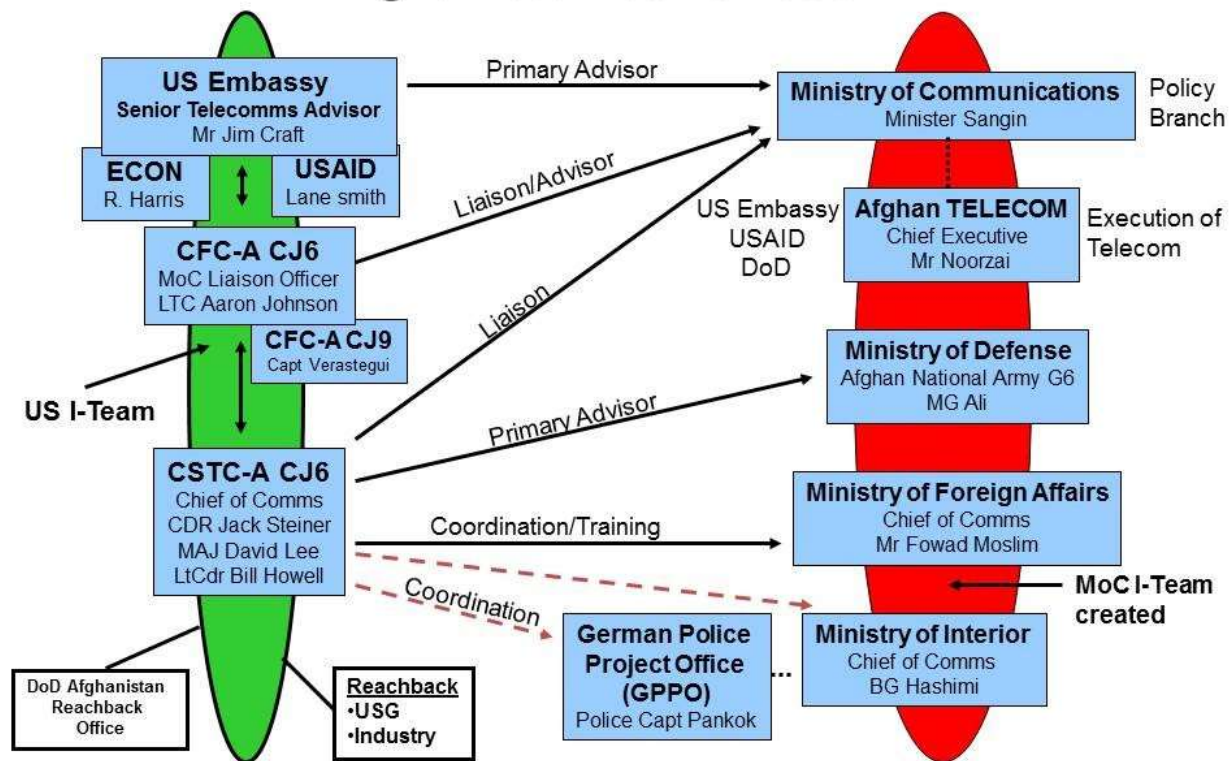 US Embassy
Senior Telecomms Advisor
Mr Jim Craft
ECON
R. Harris
USAID
Lane smith
CFC-A CJ6
MoC Liaison Officer
LTC Aaron Johnson
CFC-A CJ9
Capt Verastegui
US I-Team
CSTC-A CJ6
Chief of Comms
CDR Jack Steiner
MAJ David Lee
LtCdr Bill Howell
DoD Afghanistan
Reachback
Office
Reachback
•USG
•Industry
Primary Advisor
Liaison/Advisor
Liaison
Primary Advisor
Coordination/Training
Coordination
US Embassy
USAID
DoD
Ministry of Communications
Minister Sangin
Policy
Branch
Afghan TELECOM
Chief Executive
Mr Noorzai
Execution of
Telecom
Ministry of Defense
Afghan National Army G6
MG Ali
Ministry of Foreign Affairs
Chief of Comms
Mr Fowad Moslim
MoC I-Team
created
German Police
Project Office
(GPPO)
Police Capt Pankok
...
Ministry of Interior
Chief of Comms
BG Hashimi